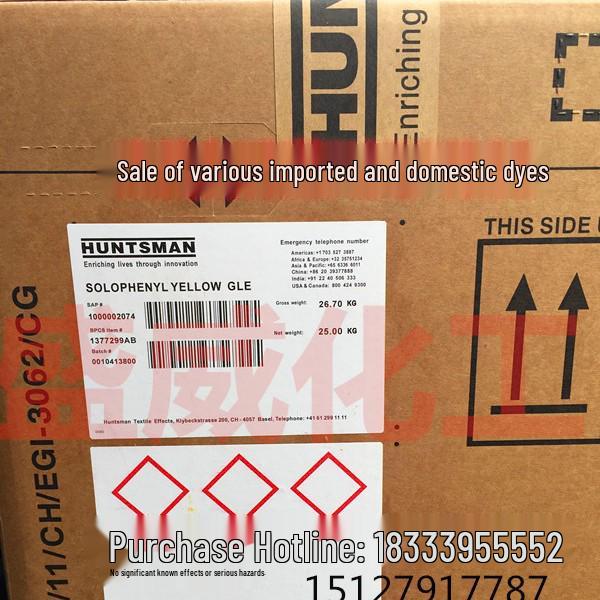 HUN
Enriching
Sale of various imported and domestic dyes
THIS SIDE U
HUNTSMAN
Enriching lives through innovation
Emergency telephone number
Americas: +1 703 527 3887
Africa & Europe: +32 35751234
Asia & Pacific: +65 6336 6011
China: +86 20 39377888
India: +91 22 40 506 333
USA & Canada: 800 424 9300
SOLOPHENYL YELLOW GLE
SAP #
1000002074
Gross weight: 26.70 KG
BPCS Item #
1377299AB
Net weight: 25.00 KG
Batch #
0010413800
Huntsman Textile Effects, Klybeckstrasse 200, CH - 4057 Basel, Telephone: +41 61 299 11 11
盛威化工
/11/CH/EGI-3062/CG
Purchase Hotline: 18333955552
No significant known effects or serious hazards
15127917787